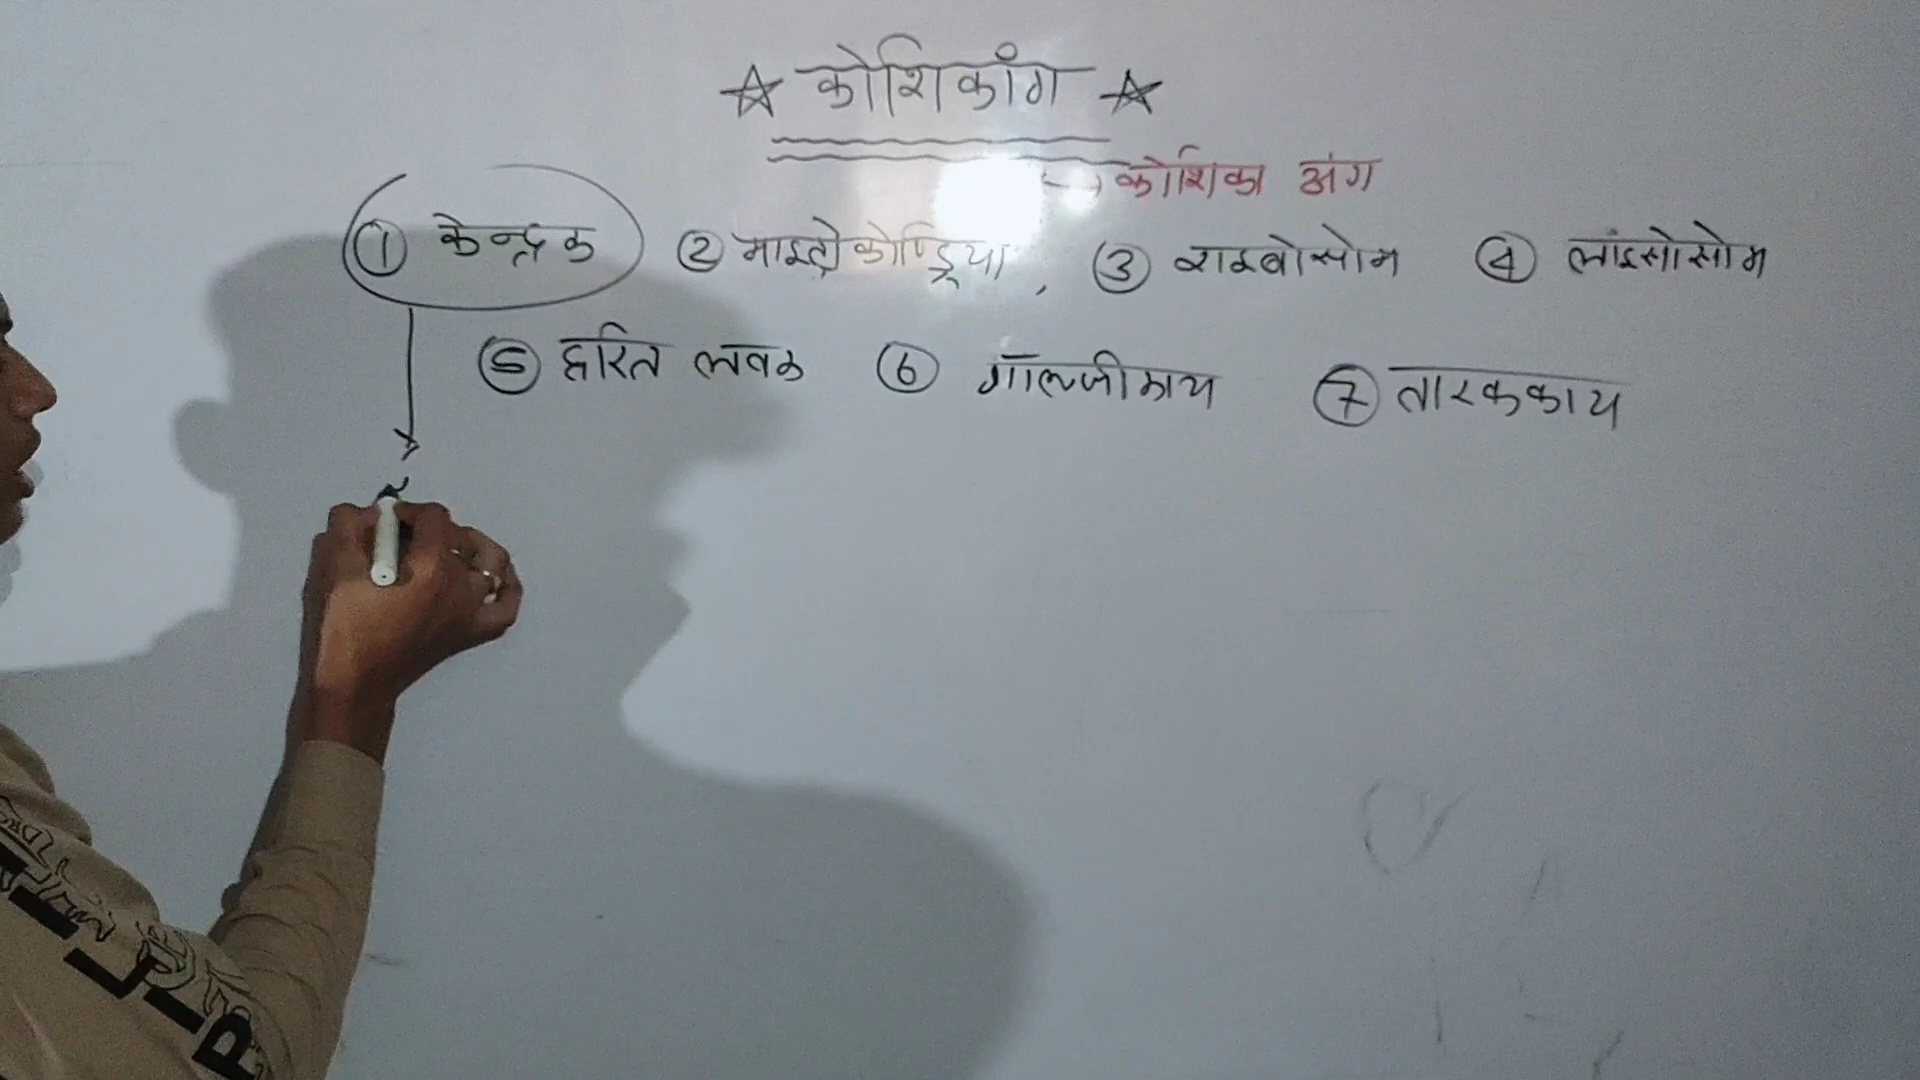 ☆ कोशिकांग ☆
→ कोशिका अंग
① केन्द्रक ② माइट्रोकोण्ड्रिया , ③ राइबोसोम ④ लाइसोसोम
⑤ हरित लवक ⑥ गॉल्जीकाय ⑦ तारककाय